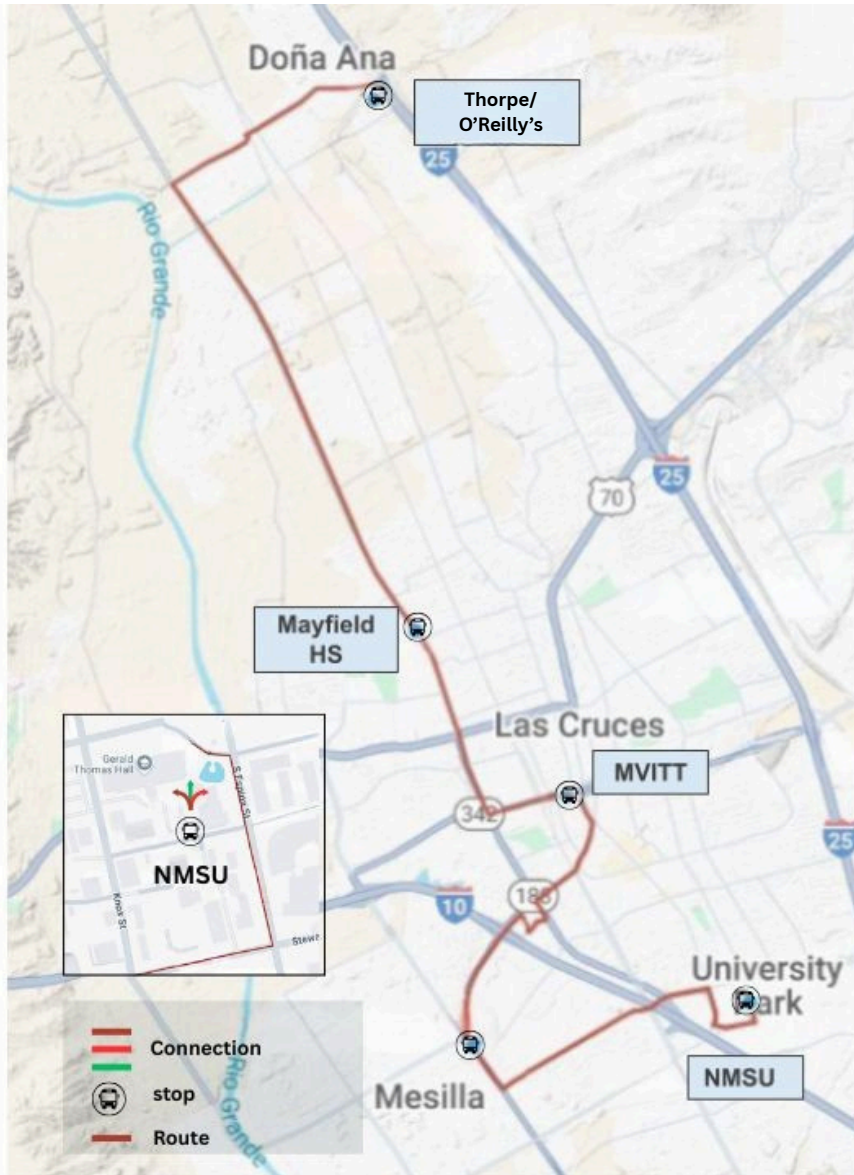 Doña Ana
Thorpe/
O'Reilly's
25
Rio Grande
25
70
Mayfield
HS
Las Cruces
MVITT
342
25
Gerald
Thomas Hall
S Espina St
NMSU
Knox St
Stewa
10
188
University
Park
NMSU
Mesilla
Connection
stop
Route
Rio Grande